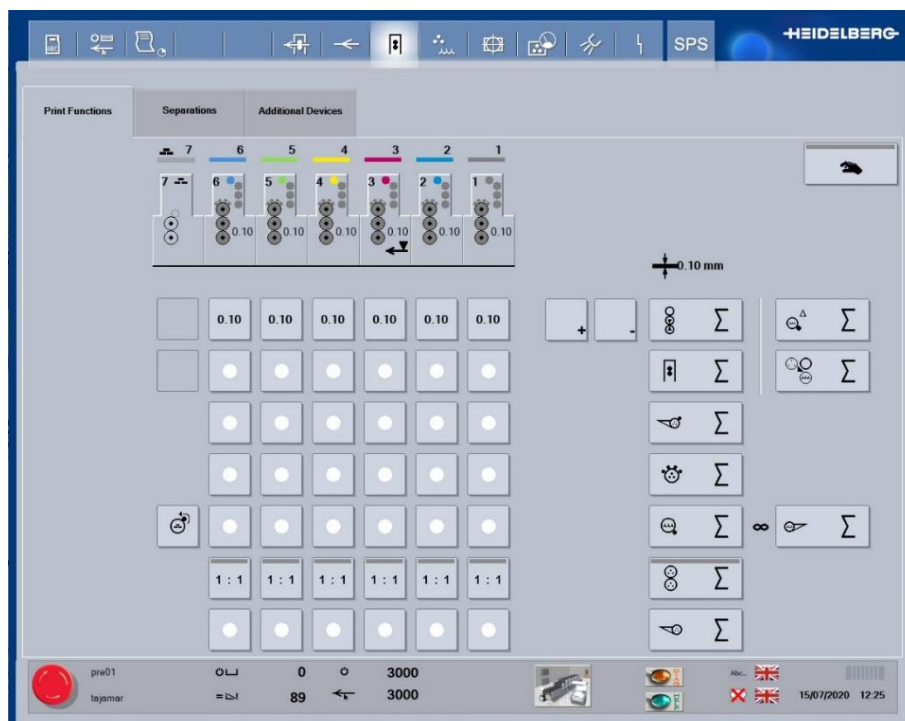 SPS
HEIDELBERG
Print Functions Separations Additional Devices
7 6 5 4 3 2 1
7 6 5 4 3 2 1
0.10 0.10 0.10 0.10 0.10 0.10
0.10 mm
0.10 0.10 0.10 0.10 0.10 0.10 + - Σ Δ Σ
Σ Σ
Σ
Σ
Σ ∞ Σ
1 : 1 1 : 1 1 : 1 1 : 1 1 : 1 1 : 1 Σ
Σ
pre01 0 3000 Abc...
tajamar 89 3000 15/07/2020 12:25